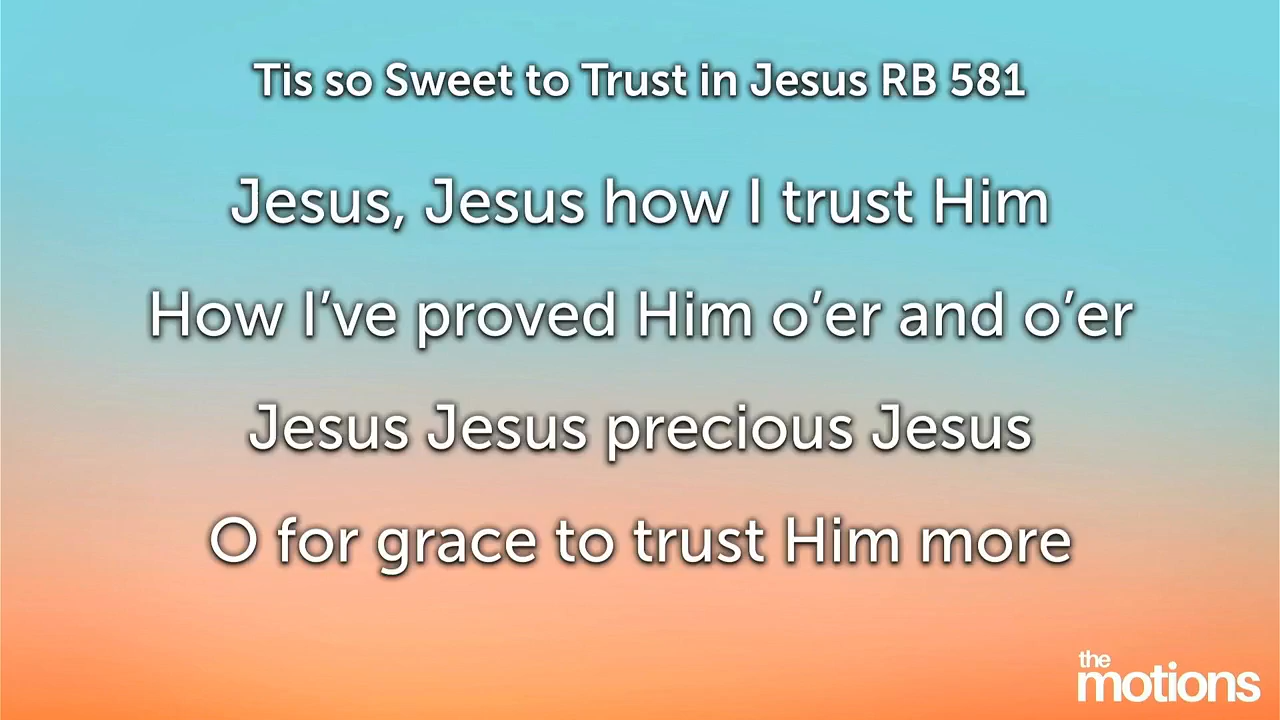 Tis so Sweet to Trust in Jesus RB 581
Jesus, Jesus how I trust Him
How I’ve proved Him o’er and o’er
Jesus Jesus precious Jesus
O for grace to trust Him more
the
motions